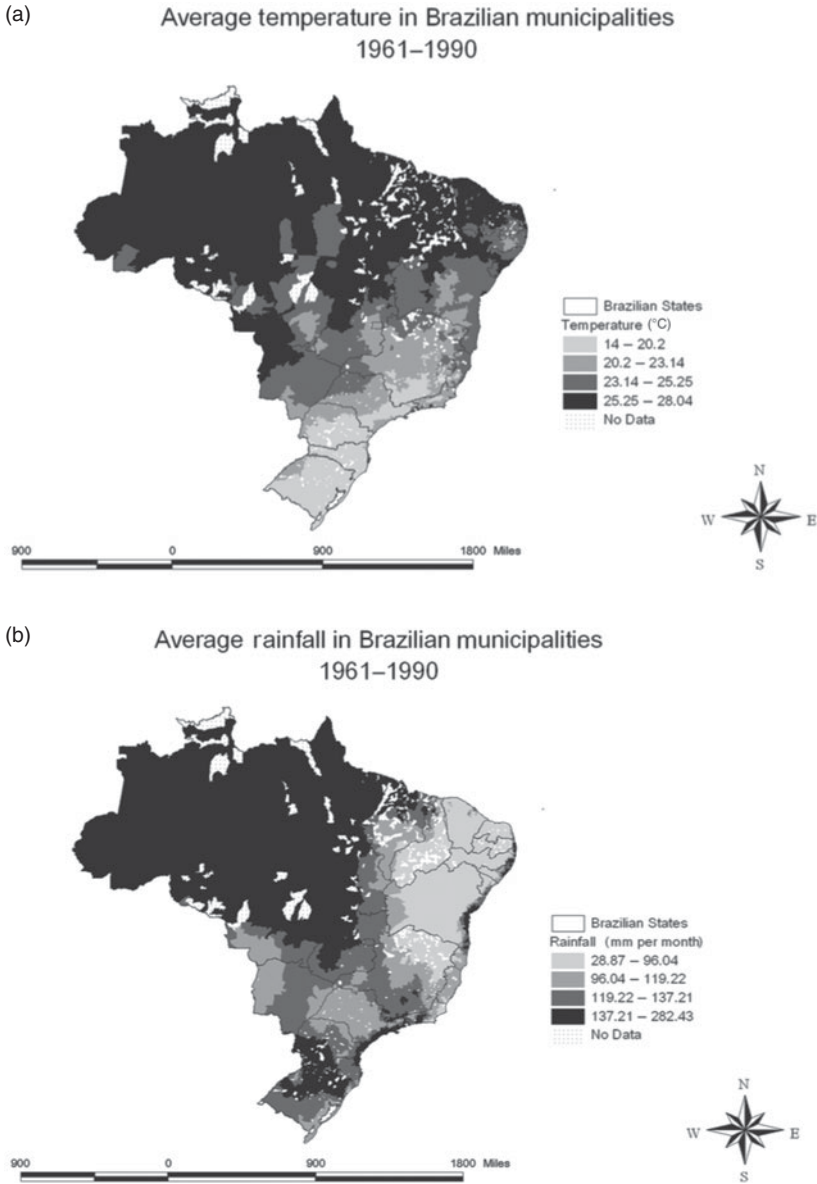 (a)
Average temperature in Brazilian municipalities
1961–1990
Brazilian States
Temperature (°C)
14 – 20.2
20.2 – 23.14
23.14 – 25.25
25.25 – 28.04
No Data
N
W E
S
900 0 900 1800 Miles
(b)
Average rainfall in Brazilian municipalities
1961–1990
Brazilian States
Rainfall (mm per month)
28.87 – 96.04
96.04 – 119.22
119.22 – 137.21
137.21 – 282.43
No Data
N
W E
S
900 0 900 1800 Miles